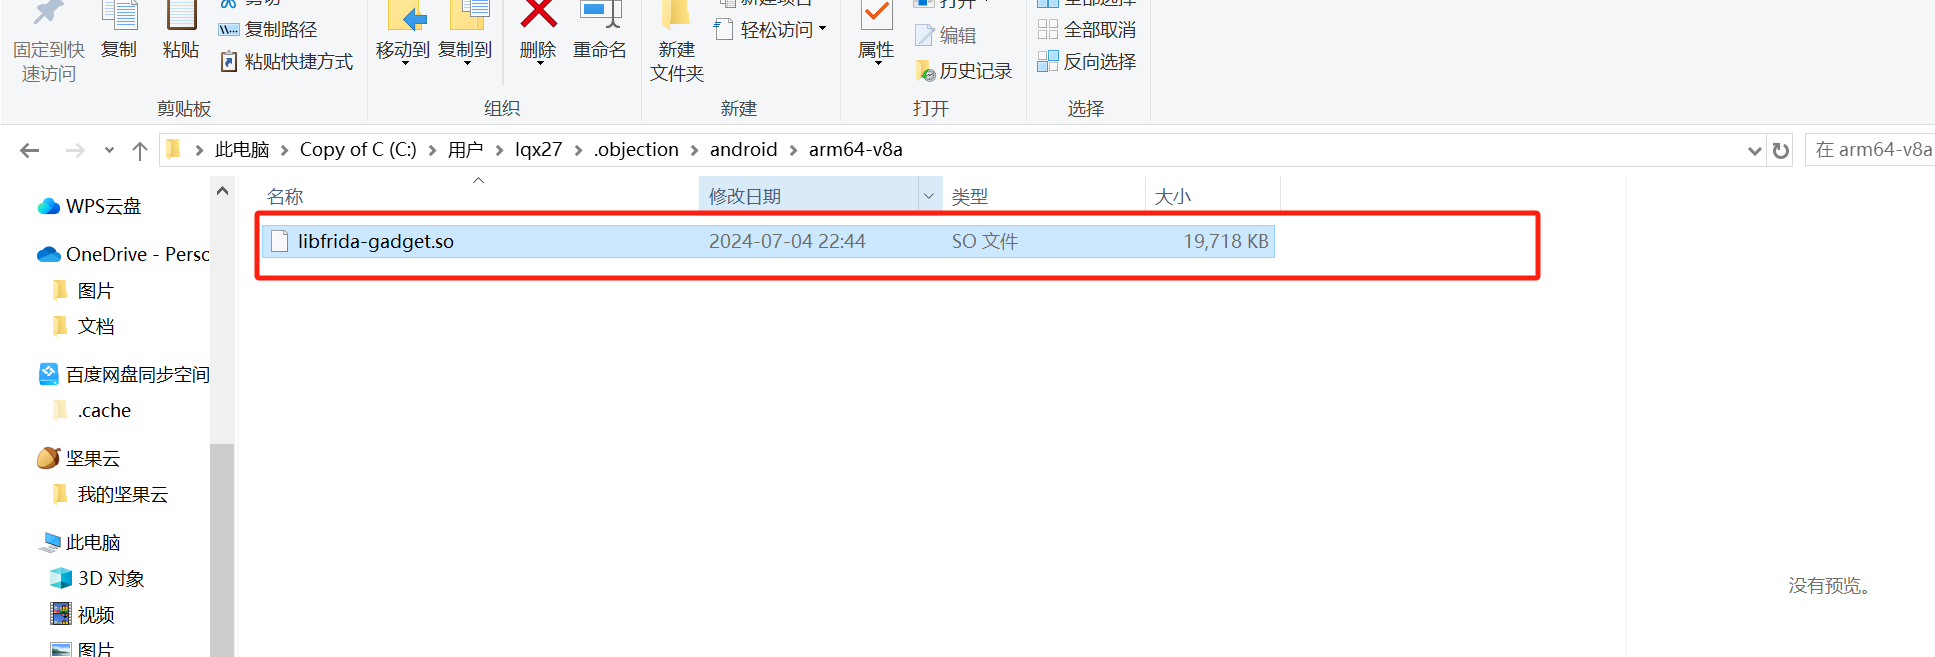 剪切
新建项目
打开
全部选择
复制路径
轻松访问
编辑
全部取消
固定到快
速访问
复制
粘贴
粘贴快捷方式
移动到
复制到
删除
重命名
新建
文件夹
属性
历史记录
反向选择
剪贴板
组织
新建
打开
选择
此电脑
Copy of C (C:)
用户
lqx27
.objection
android
arm64-v8a
在 arm64-v8a
名称
修改日期
类型
大小
libfrida-gadget.so
2024-07-04 22:44
SO 文件
19,718 KB
WPS云盘
OneDrive - Perso
图片
文档
百度网盘同步空间
.cache
坚果云
我的坚果云
此电脑
3D 对象
视频
图片
没有预览。